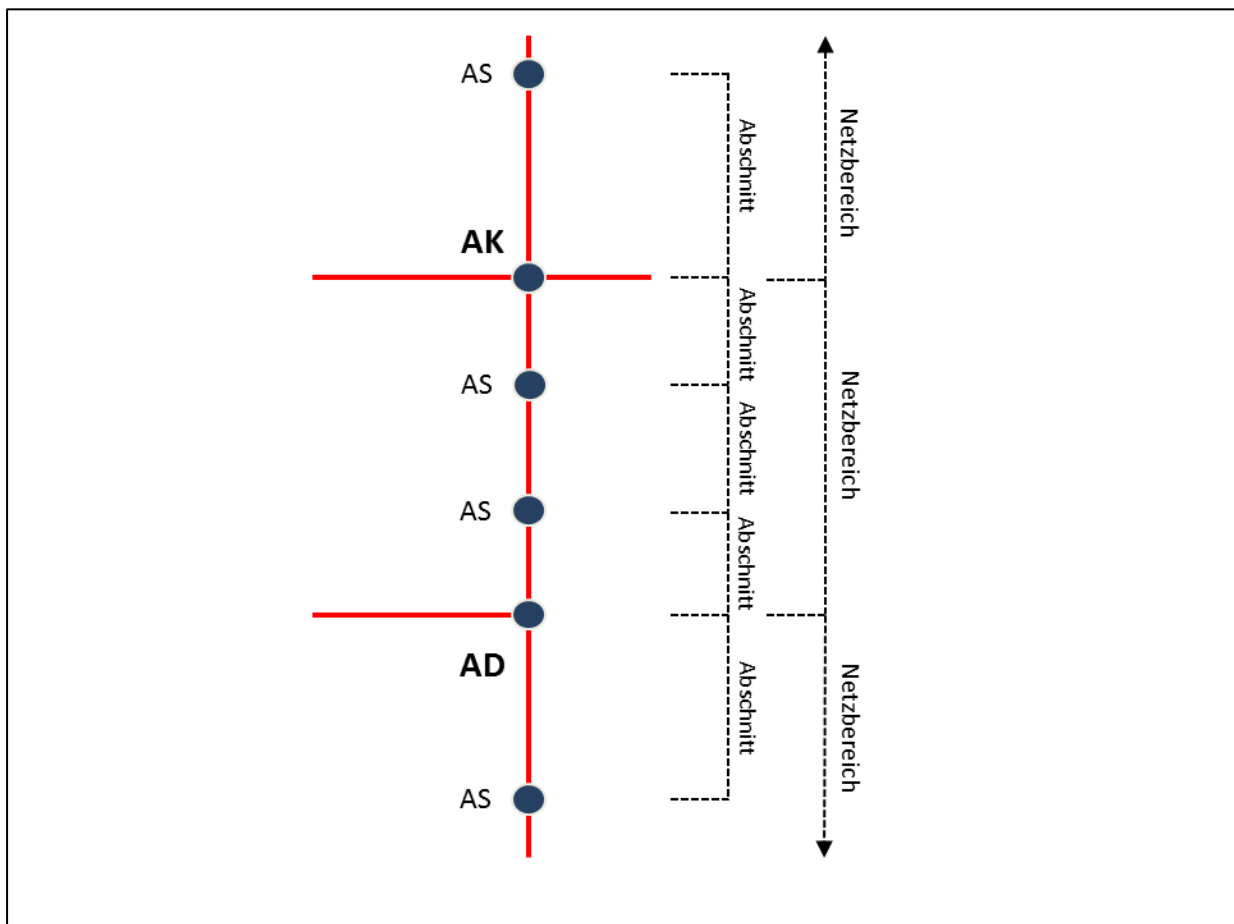 AS
Abschnitt
Netzbereich
AK
Abschnitt
AS
Netzbereich
Abschnitt
AS
Abschnitt
AD
Abschnitt
Netzbereich
AS